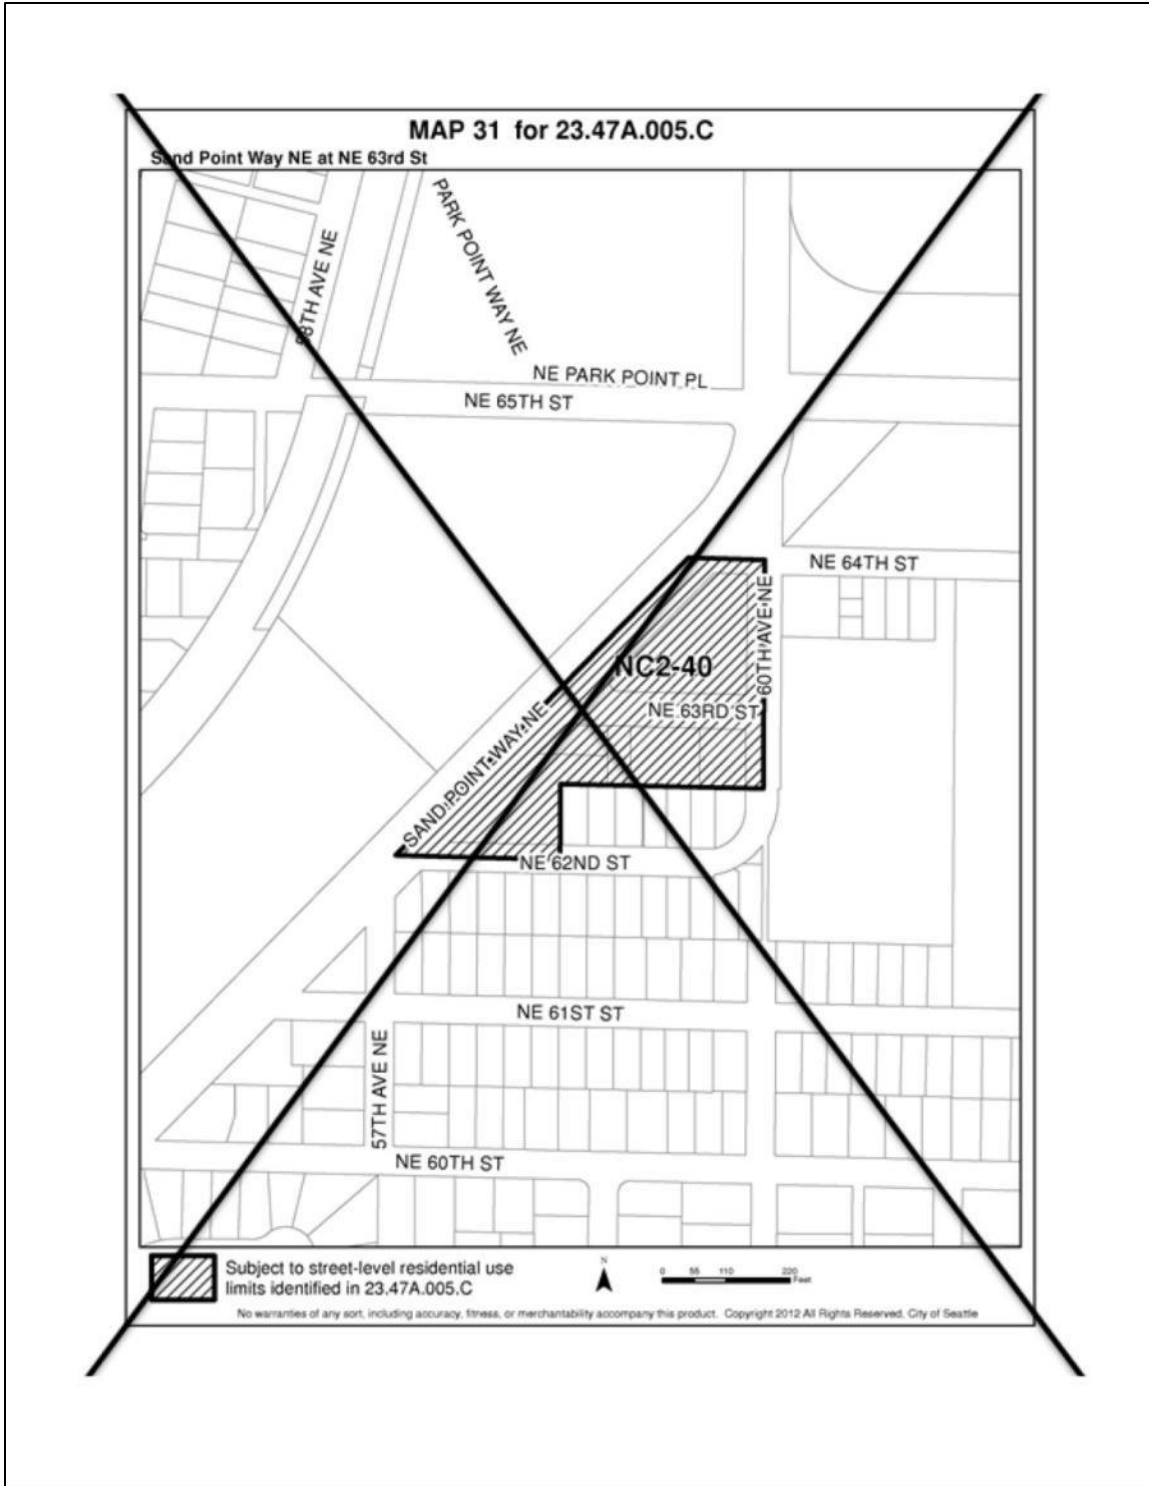 MAP 31 for 23.47A.005.C
Sand Point Way NE at NE 63rd St
PARK POINT WAY NE
58TH AVE NE
NE PARK POINT PL
NE 65TH ST
NE 64TH ST
60TH AVE NE
NC2-40
NE 63RD ST
SAND POINT WAY NE
NE 62ND ST
NE 61ST ST
57TH AVE NE
NE 60TH ST
Subject to street-level residential use
limits identified in 23.47A.005.C
N
0 55 110 220
Feet
No warranties of any sort, including accuracy, fitness, or merchantability accompany this product. Copyright 2012 All Rights Reserved, City of Seattle